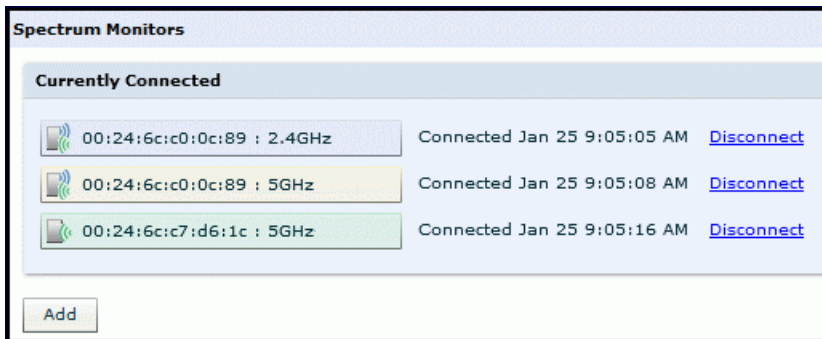 Spectrum Monitors
Currently Connected
00:24:6c:c0:0c:89 : 2.4GHz Connected Jan 25 9:05:05 AM Disconnect
00:24:6c:c0:0c:89 : 5GHz Connected Jan 25 9:05:08 AM Disconnect
00:24:6c:c7:d6:1c : 5GHz Connected Jan 25 9:05:16 AM Disconnect
Add